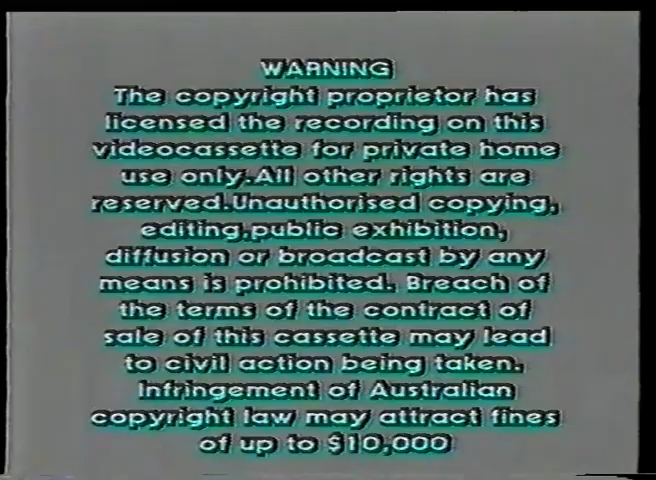 WARNING
The copyright proprietor has
licensed the recording on this
videocassette for private home
use only.All other rights are
reserved.Unauthorised copying,
editing,public exhibition,
diffusion or broadcast by any
means is prohibited. Breach of
the terms of the contract of
sale of this cassette may lead
to civil action being taken.
Infringement of Australian
copyright law may attract fines
of up to $10,000